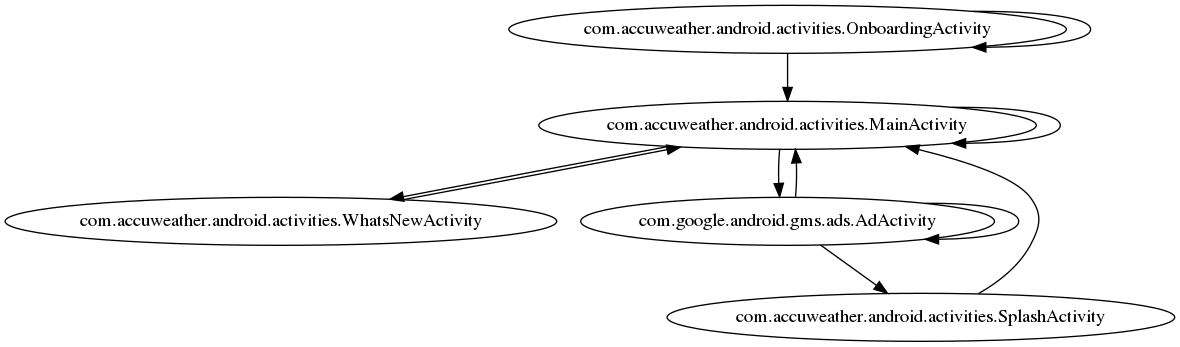 com.accuweather.android.activities.OnboardingActivity
com.accuweather.android.activities.MainActivity
com.accuweather.android.activities.WhatsNewActivity
com.google.android.gms.ads.AdActivity
com.accuweather.android.activities.SplashActivity